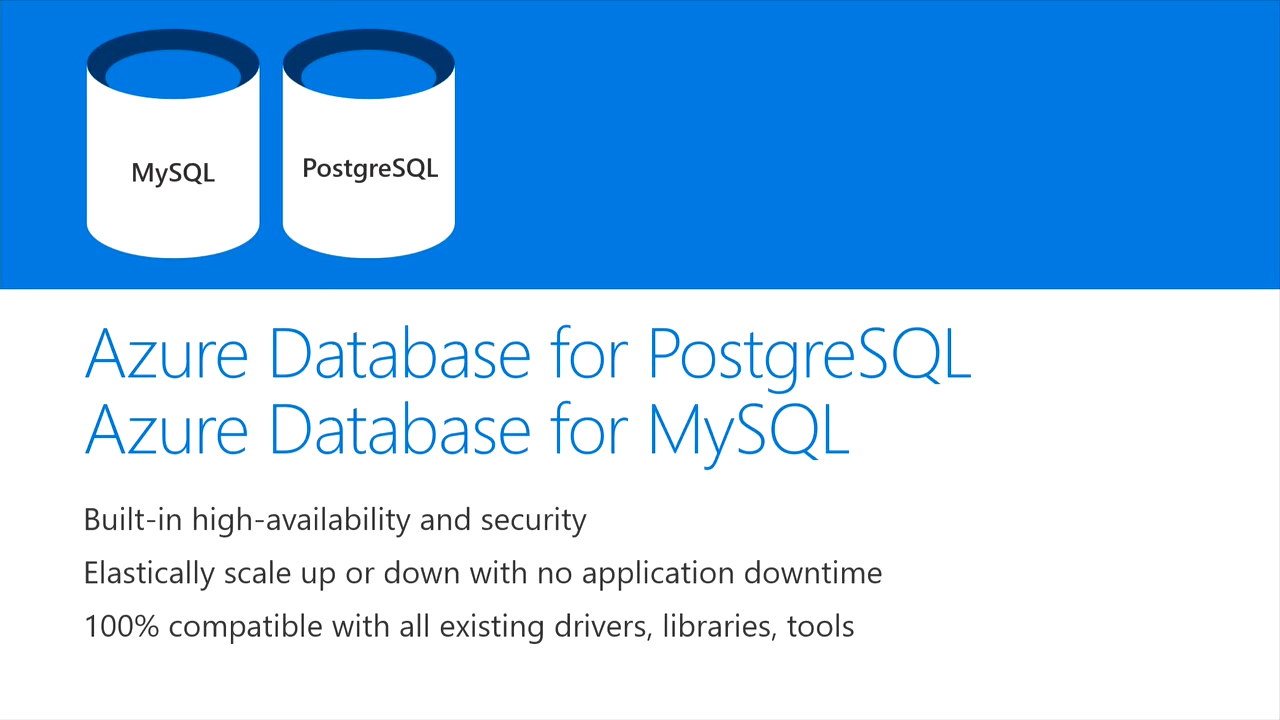 MySQL
PostgreSQL
Azure Database for PostgreSQL
Azure Database for MySQL
Built-in high-availability and security
Elastically scale up or down with no application downtime
100% compatible with all existing drivers, libraries, tools